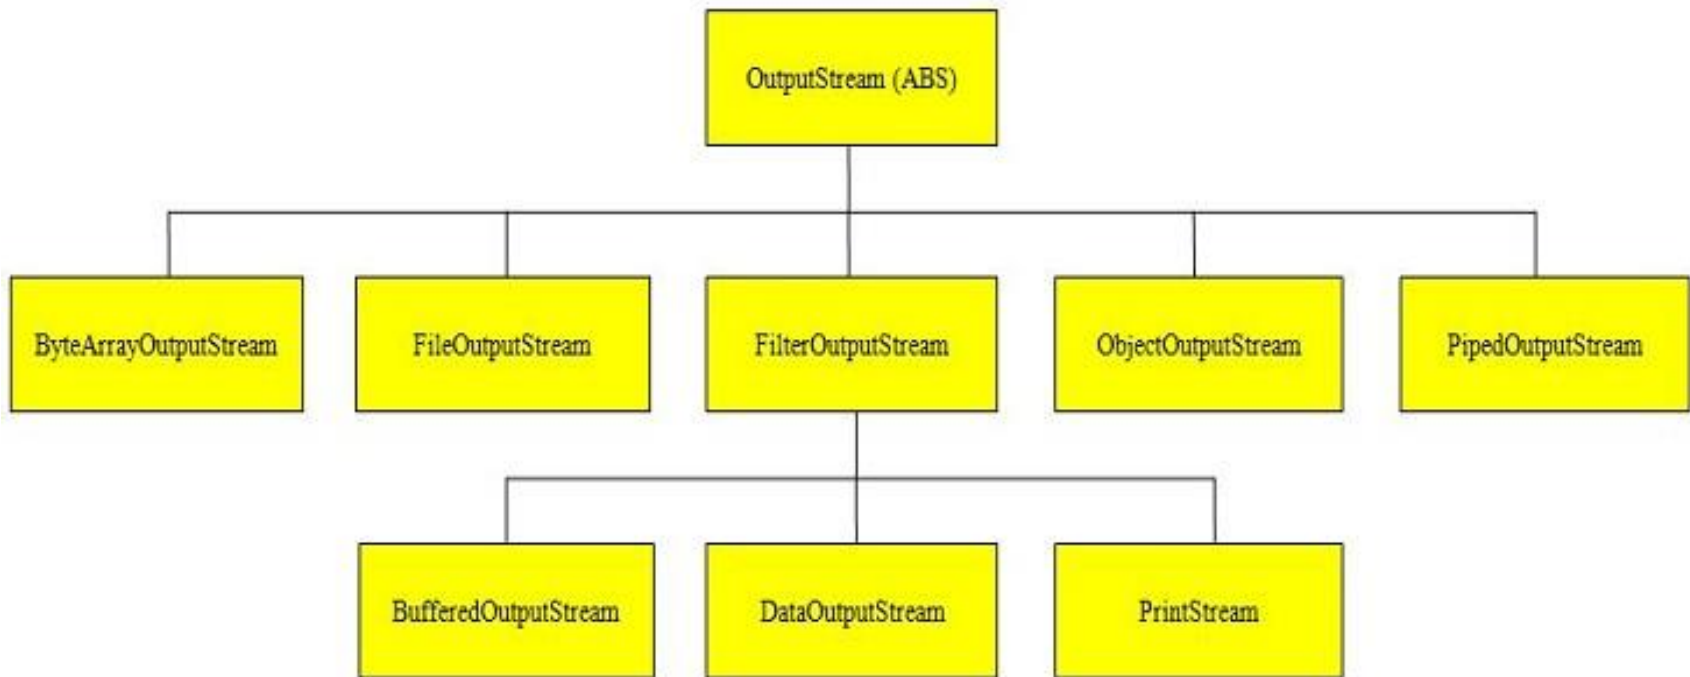 OutputStream (ABS)
ByteArrayOutputStream
FileOutputStream
FilterOutputStream
ObjectOutputStream
PipedOutputStream
BufferedOutputStream
DataOutputStream
PrintStream